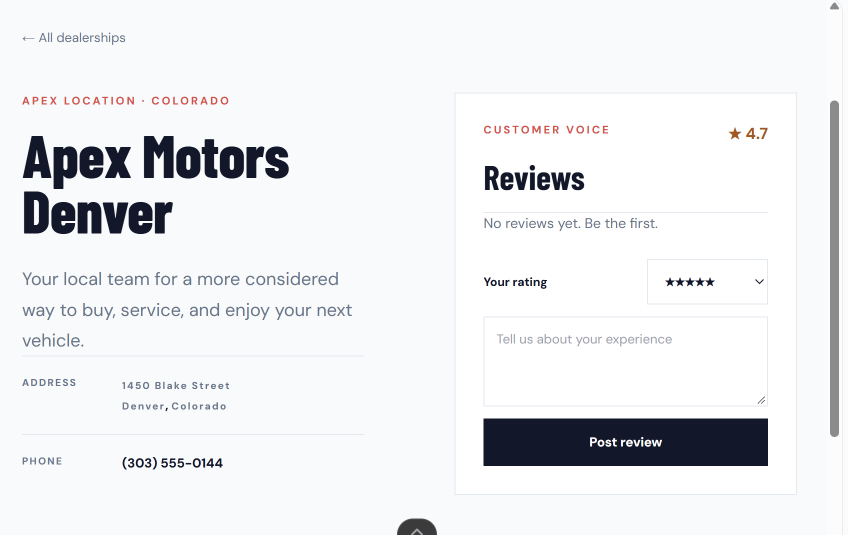 ← All dealerships
APEX LOCATION · COLORADO
Apex Motors
Denver
Your local team for a more considered
way to buy, service, and enjoy your next
vehicle.
ADDRESS
1450 Blake Street
Denver, Colorado
PHONE
(303) 555-0144
CUSTOMER VOICE
★ 4.7
Reviews
No reviews yet. Be the first.
Your rating
★★★★★
Tell us about your experience
Post review